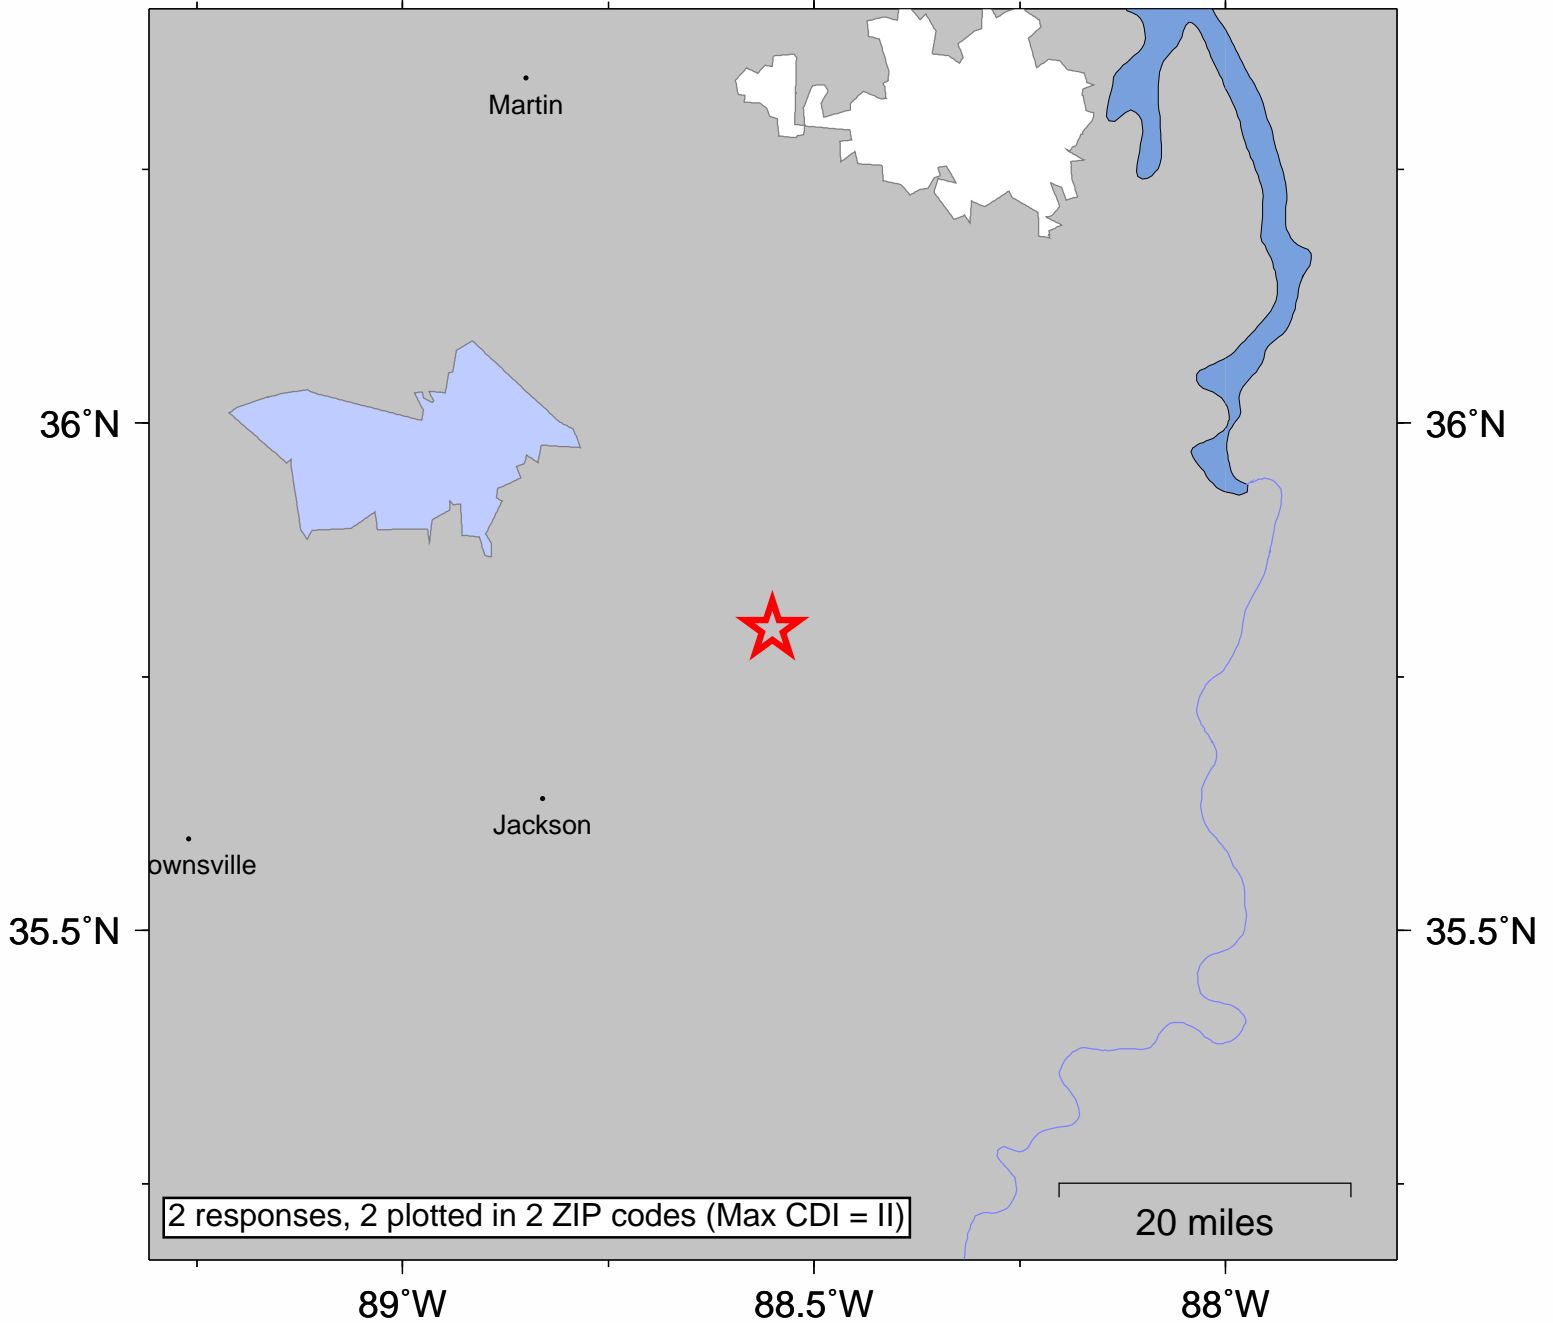 Martin
36°N
36°N
Jackson
ownsville
35.5°N
35.5°N
2 responses, 2 plotted in 2 ZIP codes (Max CDI = II)
20 miles
89°W
88.5°W
88°W